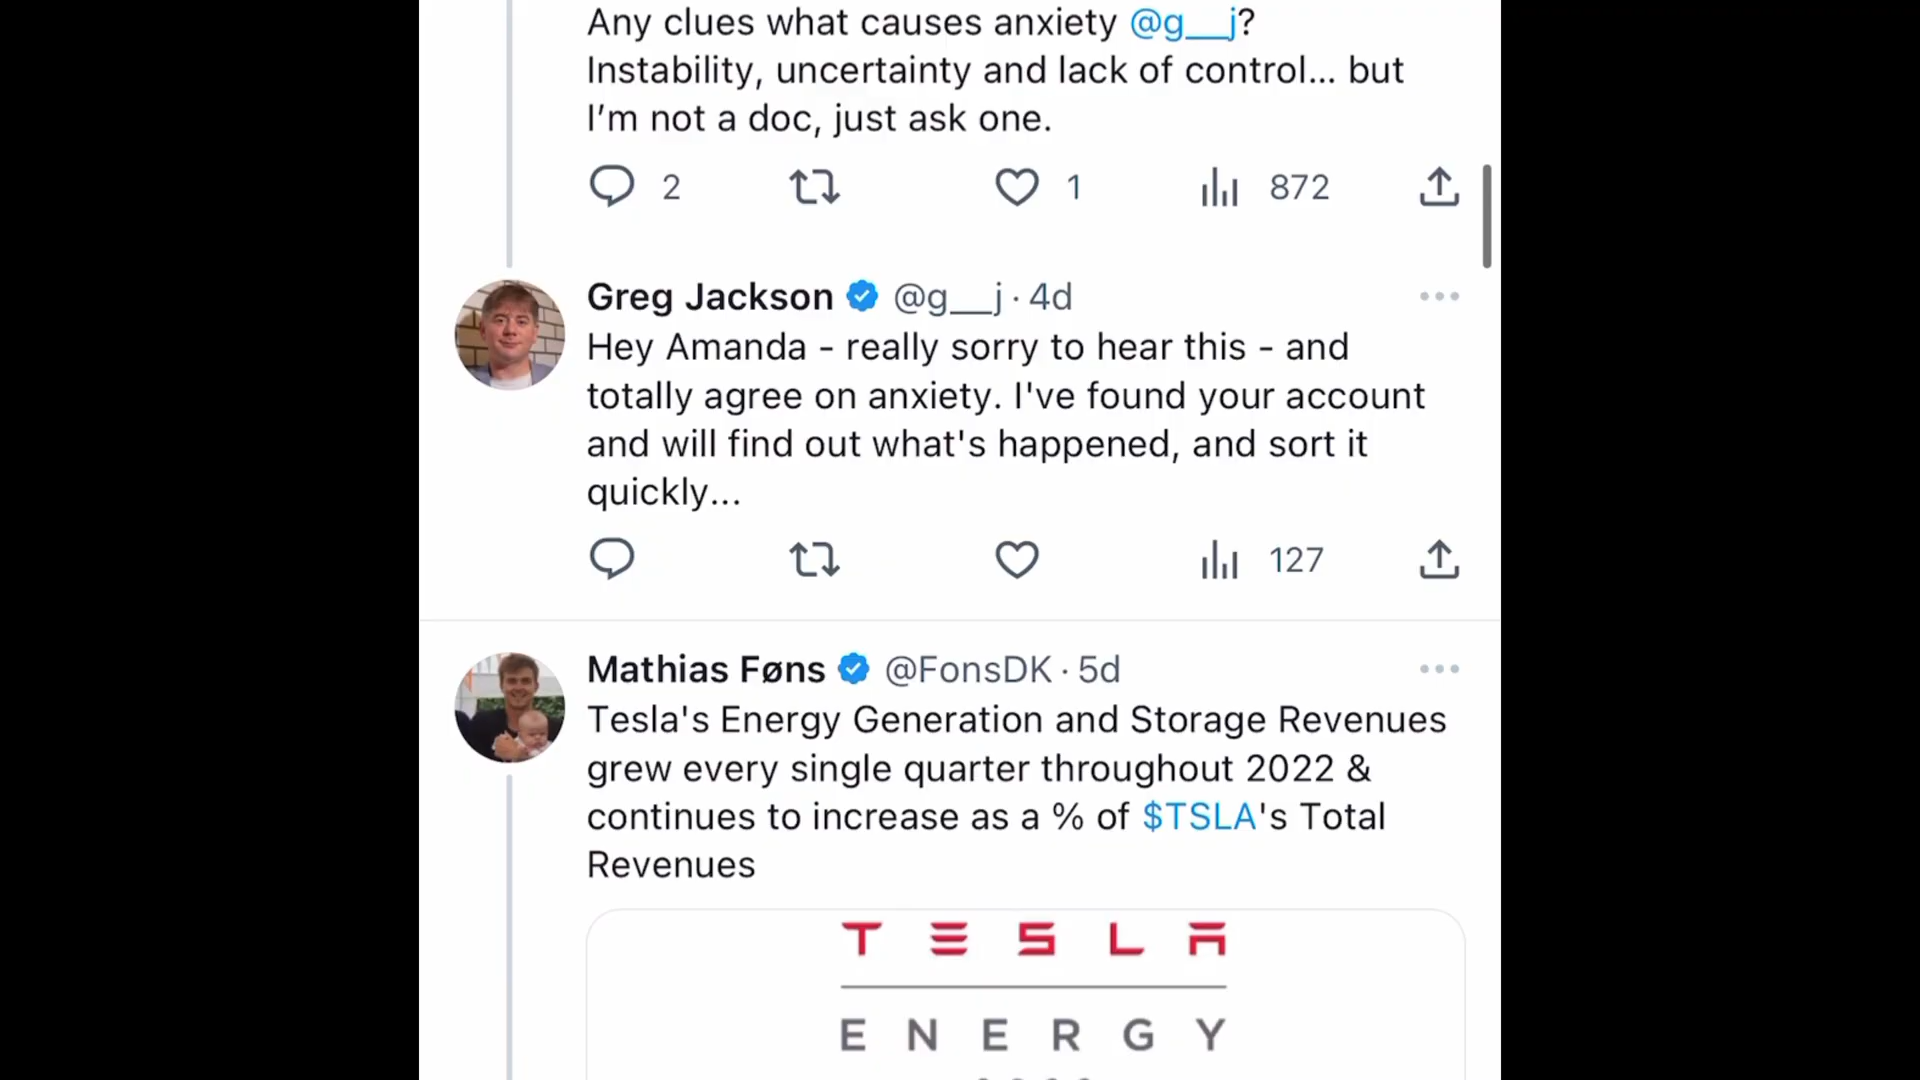 Any clues what causes anxiety @g__j?
Instability, uncertainty and lack of control... but
I'm not a doc, just ask one.
2 1 872
Greg Jackson @g__j · 4d
Hey Amanda - really sorry to hear this - and
totally agree on anxiety. I've found your account
and will find out what's happened, and sort it
quickly...
127
Mathias Føns @FonsDK · 5d
Tesla's Energy Generation and Storage Revenues
grew every single quarter throughout 2022 &
continues to increase as a % of $TSLA's Total
Revenues
TESLA
ENERGY